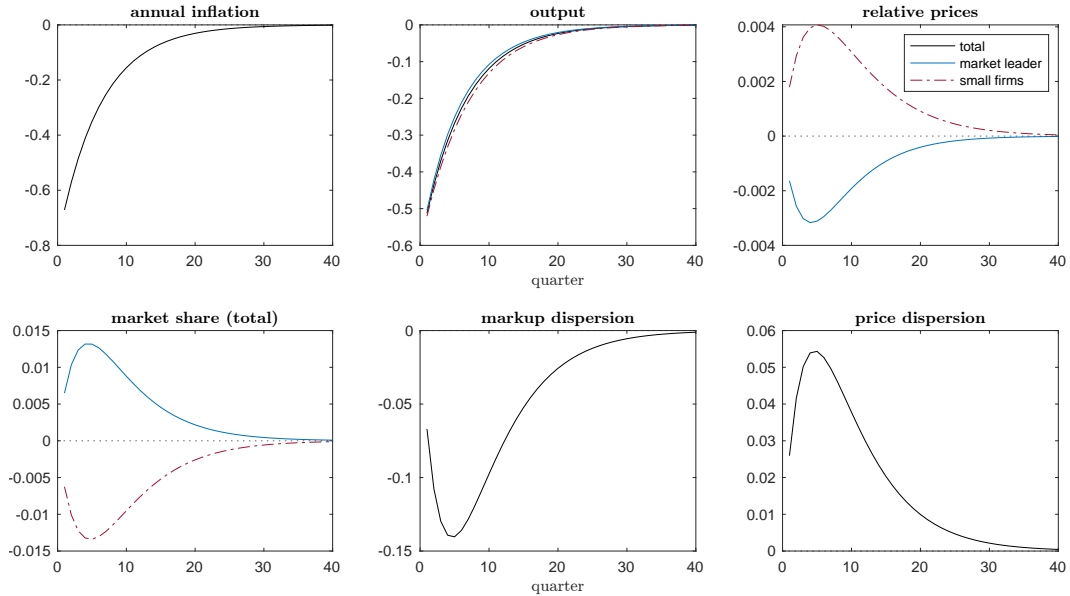 annual inflation
0
-0.2
-0.4
-0.6
-0.8
0 10 20 30 40
output
0
-0.1
-0.2
-0.3
-0.4
-0.5
-0.6
0 10 20 30 40
quarter
relative prices
0.004
0.002
0
-0.002
-0.004
0 10 20 30 40
total
market leader
small firms
market share (total)
0.015
0.01
0.005
0
-0.005
-0.01
-0.015
0 10 20 30 40
markup dispersion
0
-0.05
-0.1
-0.15
0 10 20 30 40
quarter
price dispersion
0.06
0.05
0.04
0.03
0.02
0.01
0
0 10 20 30 40